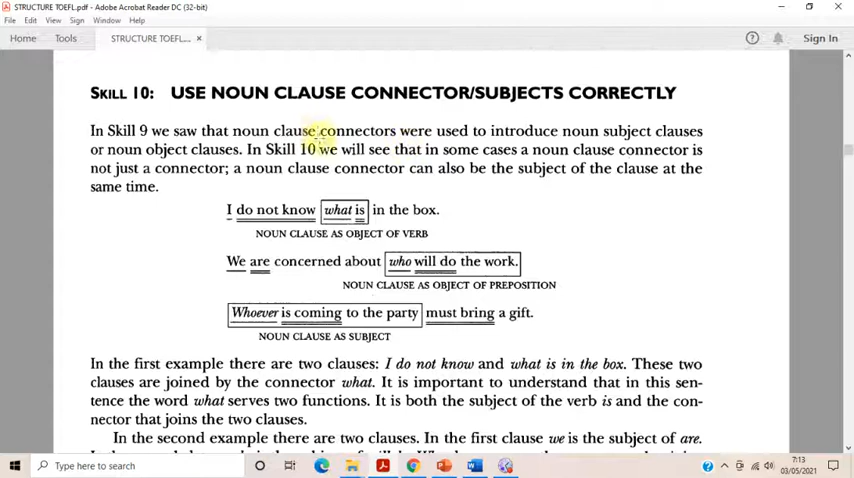 STRUCTURE TOEFL.pdf - Adobe Acrobat Reader DC (32-bit)
File Edit View Sign Window Help
Home Tools STRUCTURE TOEFL... × Sign In
SKILL 10: USE NOUN CLAUSE CONNECTOR/SUBJECTS CORRECTLY
In Skill 9 we saw that noun clause connectors were used to introduce noun subject clauses
or noun object clauses. In Skill 10 we will see that in some cases a noun clause connector is
not just a connector; a noun clause connector can also be the subject of the clause at the
same time.
I do not know what is in the box.
NOUN CLAUSE AS OBJECT OF VERB
We are concerned about who will do the work.
NOUN CLAUSE AS OBJECT OF PREPOSITION
Whoever is coming to the party must bring a gift.
NOUN CLAUSE AS SUBJECT
In the first example there are two clauses: I do not know and what is in the box. These two
clauses are joined by the connector what. It is important to understand that in this sen-
tence the word what serves two functions. It is both the subject of the verb is and the con-
nector that joins the two clauses.
In the second example there are two clauses. In the first clause we is the subject of are.
Type here to search
7:13
03/05/2021